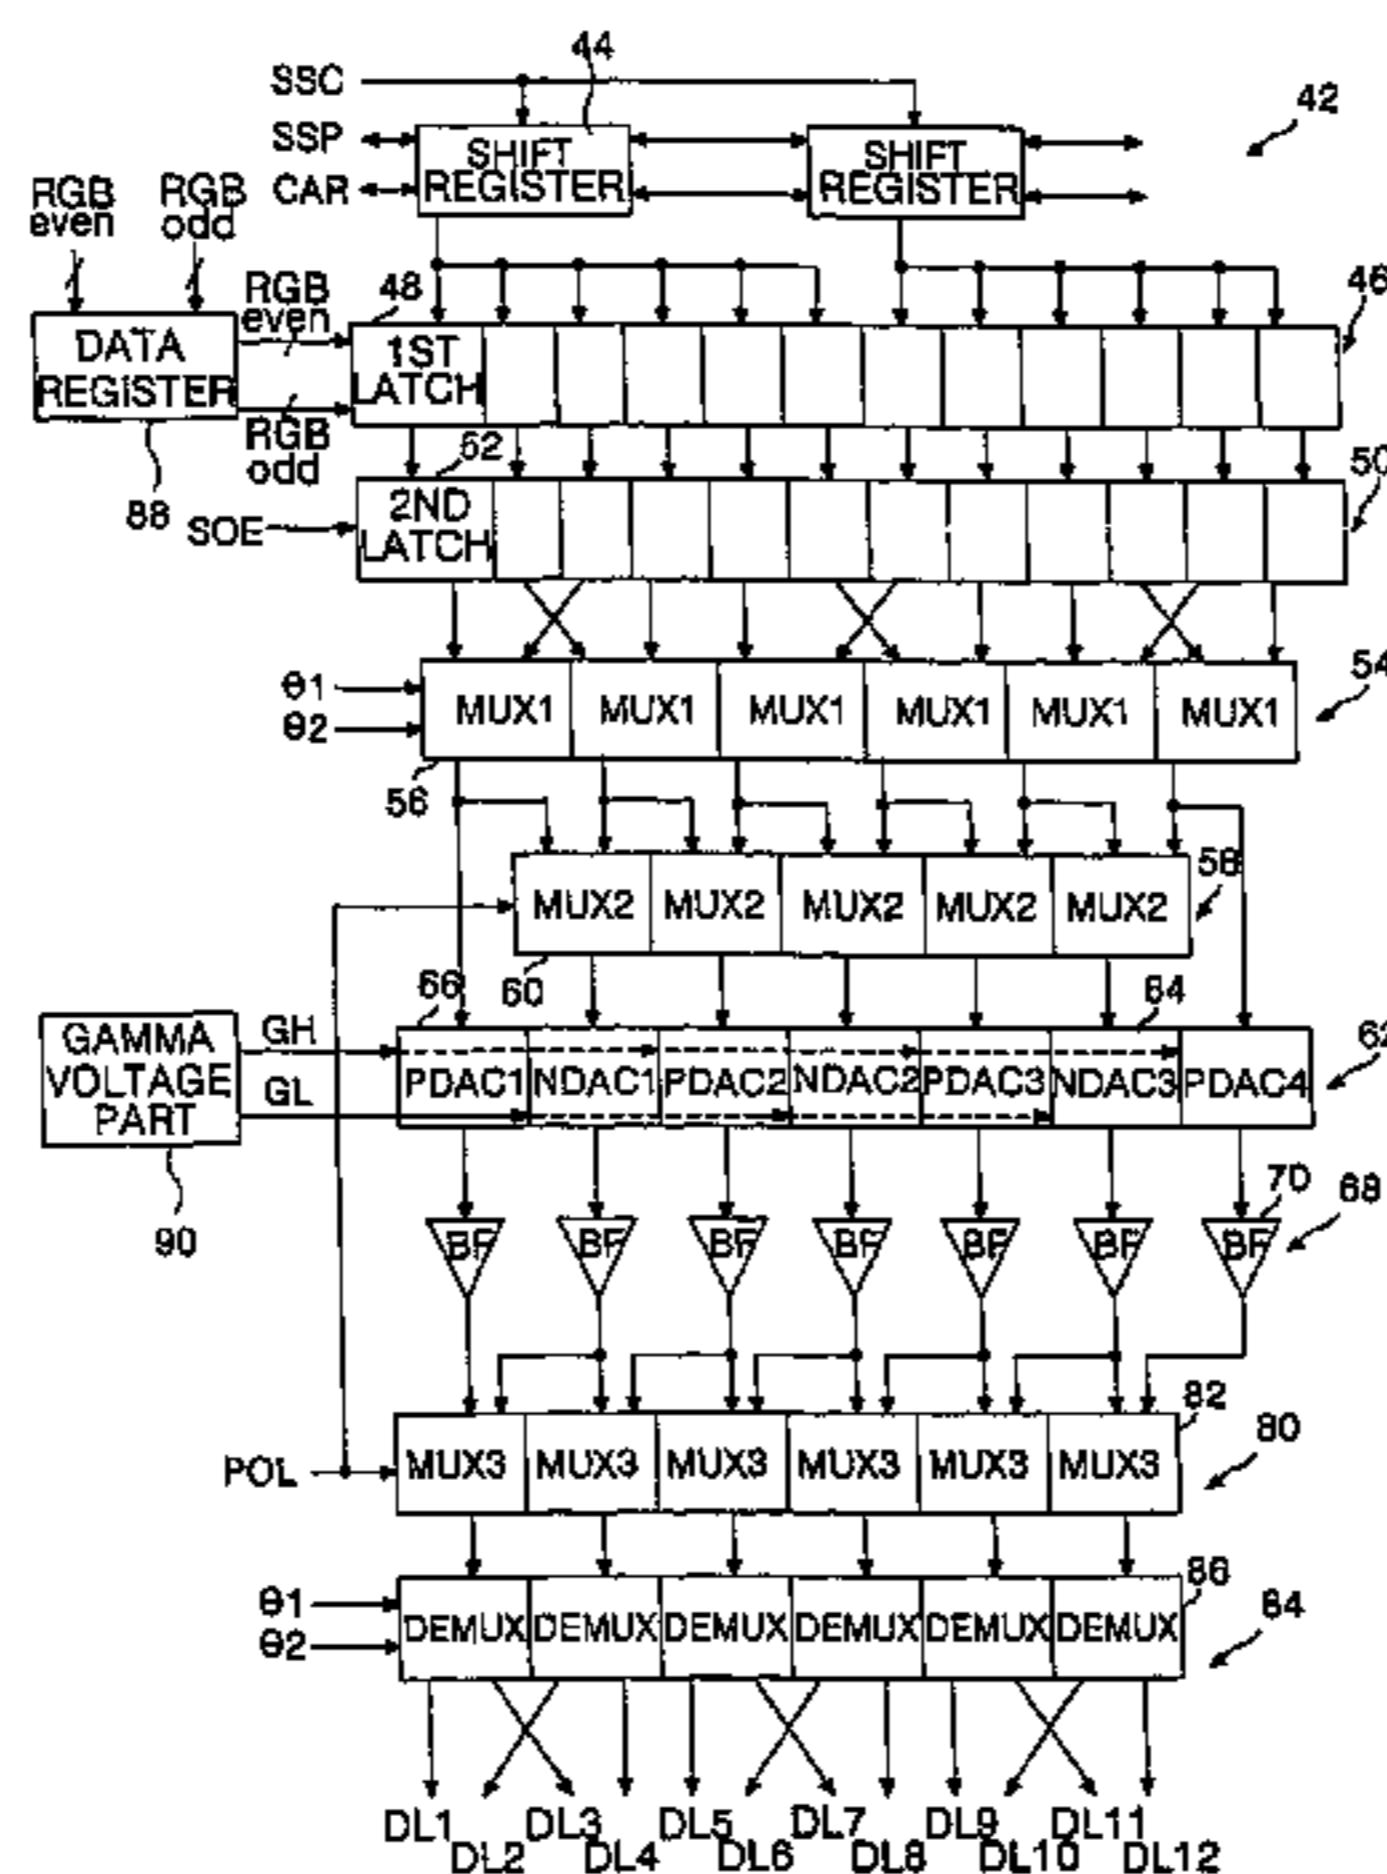 44
SSC
42
SSP
SHIFT REGISTER
SHIFT REGISTER
CAR
RGB even
RGB odd
48
46
RGB even
DATA REGISTER
1ST LATCH
RGB odd
88
52
50
SOE
2ND LATCH
θ1
θ2
MUX1 MUX1 MUX1 MUX1 MUX1 MUX1
54
56
58
MUX2 MUX2 MUX2 MUX2 MUX2
60
66
64
GAMMA VOLTAGE PART
GH
GL
PDAC1 NDAC1 PDAC2 NDAC2 PDAC3 NDAC3 PDAC4
62
90
70
68
BF BF BF BF BF BF BF
82
80
POL
MUX3 MUX3 MUX3 MUX3 MUX3 MUX3
86
84
θ1
θ2
DEMUX DEMUX DEMUX DEMUX DEMUX DEMUX
DL1 DL2 DL3 DL4 DL5 DL6 DL7 DL8 DL9 DL10 DL11 DL12